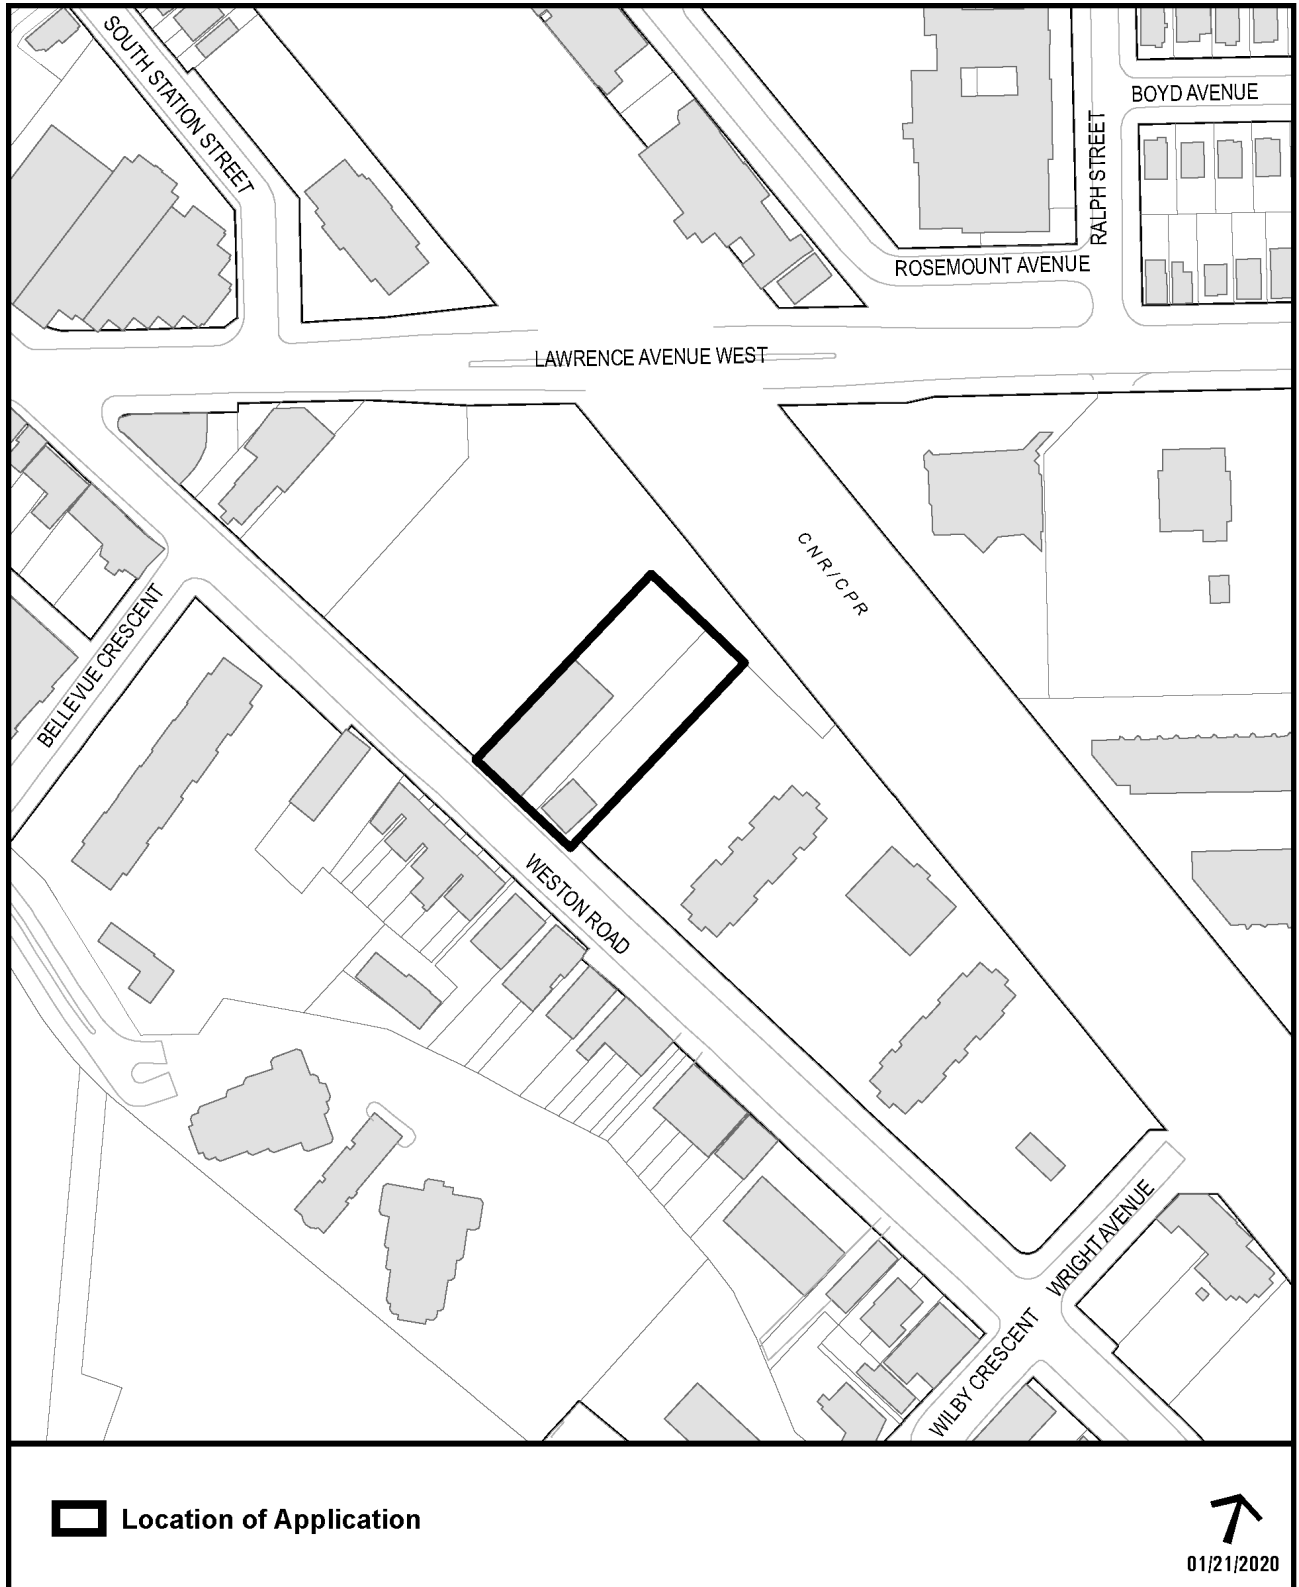 SOUTH STATION STREET
BOYD AVENUE
RALPH STREET
ROSEMOUNT AVENUE
LAWRENCE AVENUE WEST
CNR/CPR
BELLEVUE CRESCENT
WESTON ROAD
WRIGHT AVENUE
WILBY CRESCENT
Location of Application
01/21/2020